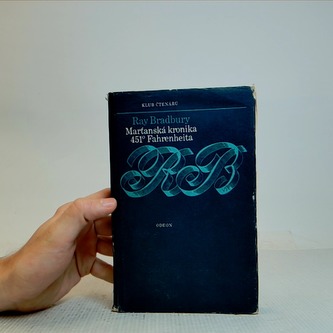 KLUB ČTENÁŘŮ
Ray Bradbury
Marťanská kronika
451° Fahrenheita
RB
ODEON